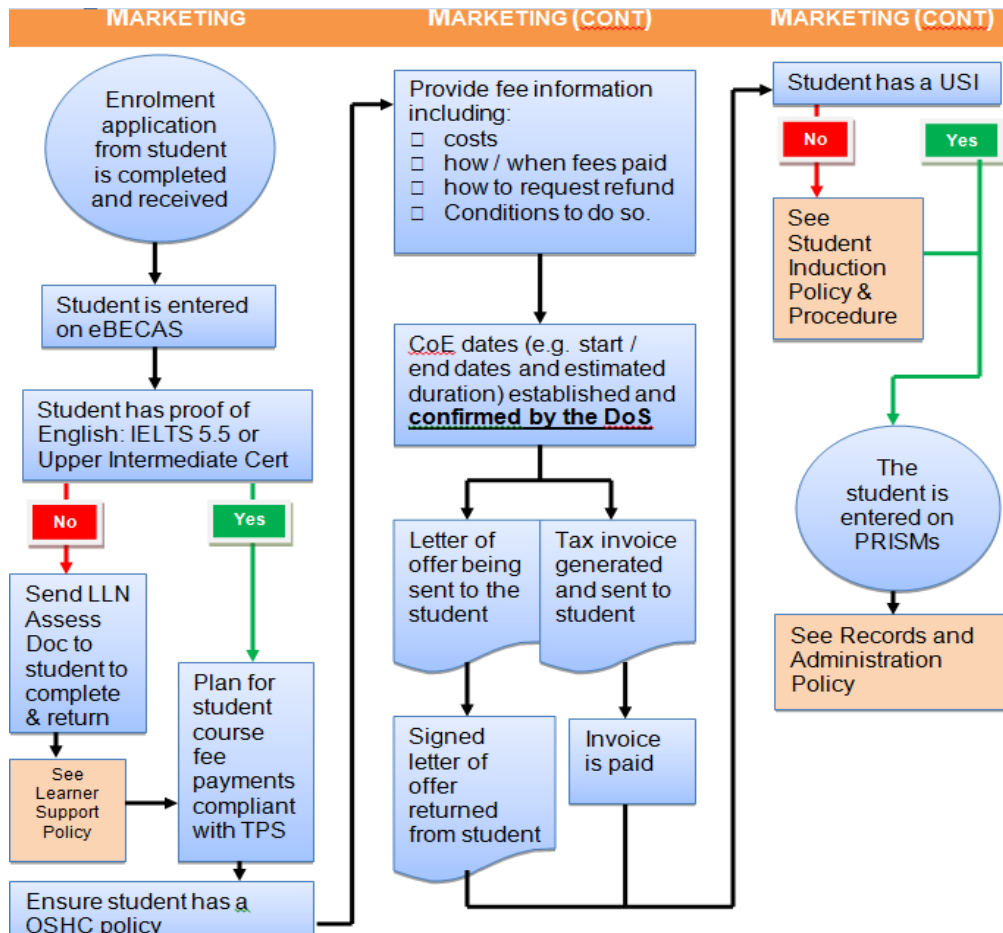 MARKETING
Enrolment
application
from student
is completed
and received
Student is entered
on eBECAS
Student has proof of
English: IELTS 5.5 or
Upper Intermediate Cert
No
Yes
Send LLN
Assess
Doc to
student to
complete
& return
See
Learner
Support
Policy
Plan for
student
course
fee
payments
compliant
with TPS
Ensure student has a
OSHC policy
MARKETING (CONT)
Provide fee information
including:
☐ costs
☐ how / when fees paid
☐ how to request refund
☐ Conditions to do so.
CoE dates (e.g. start /
end dates and estimated
duration) established and
confirmed by the DoS
Letter of
offer being
sent to the
student
Tax invoice
generated
and sent to
student
Signed
letter of
offer
returned
from student
Invoice
is paid
MARKETING (CONT)
Student has a USI
No
Yes
See
Student
Induction
Policy &
Procedure
The
student is
entered on
PRISMs
See Records and
Administration
Policy